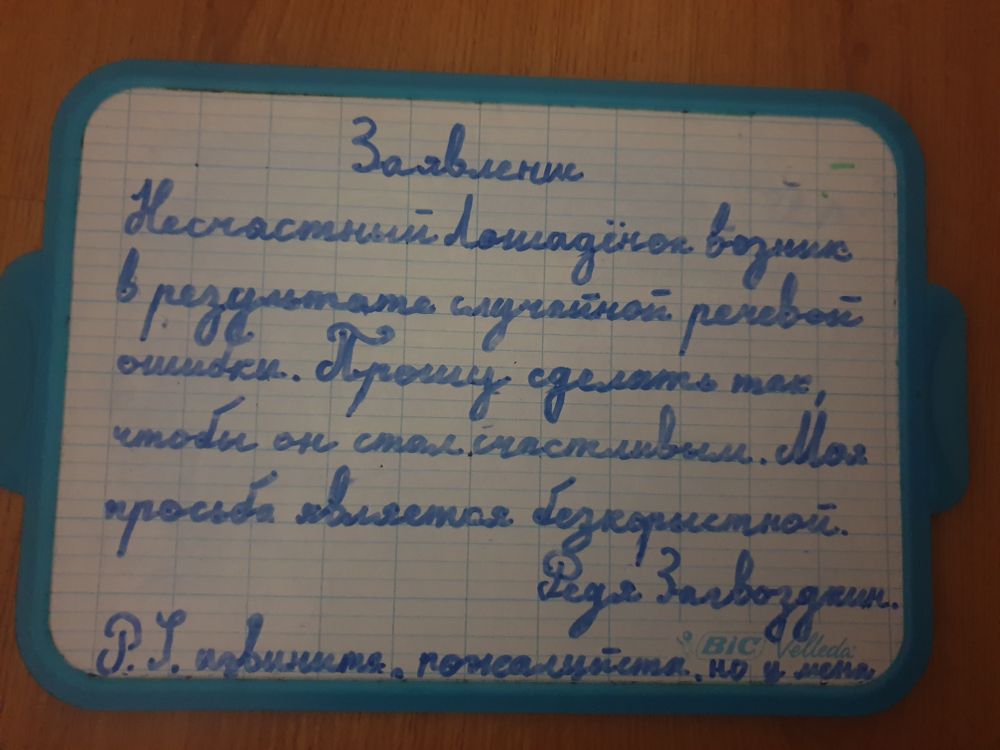 Заявление
Несчастный Лошадёнок возник
в результате случайной речевой
ошибки. Прошу сделать так,
чтобы он стал счастливым. Моя
просьба является безкорыстной.
Федя Загвоздкин.
BIC Velleda
P.S. извините, пожалуйста, но у меня